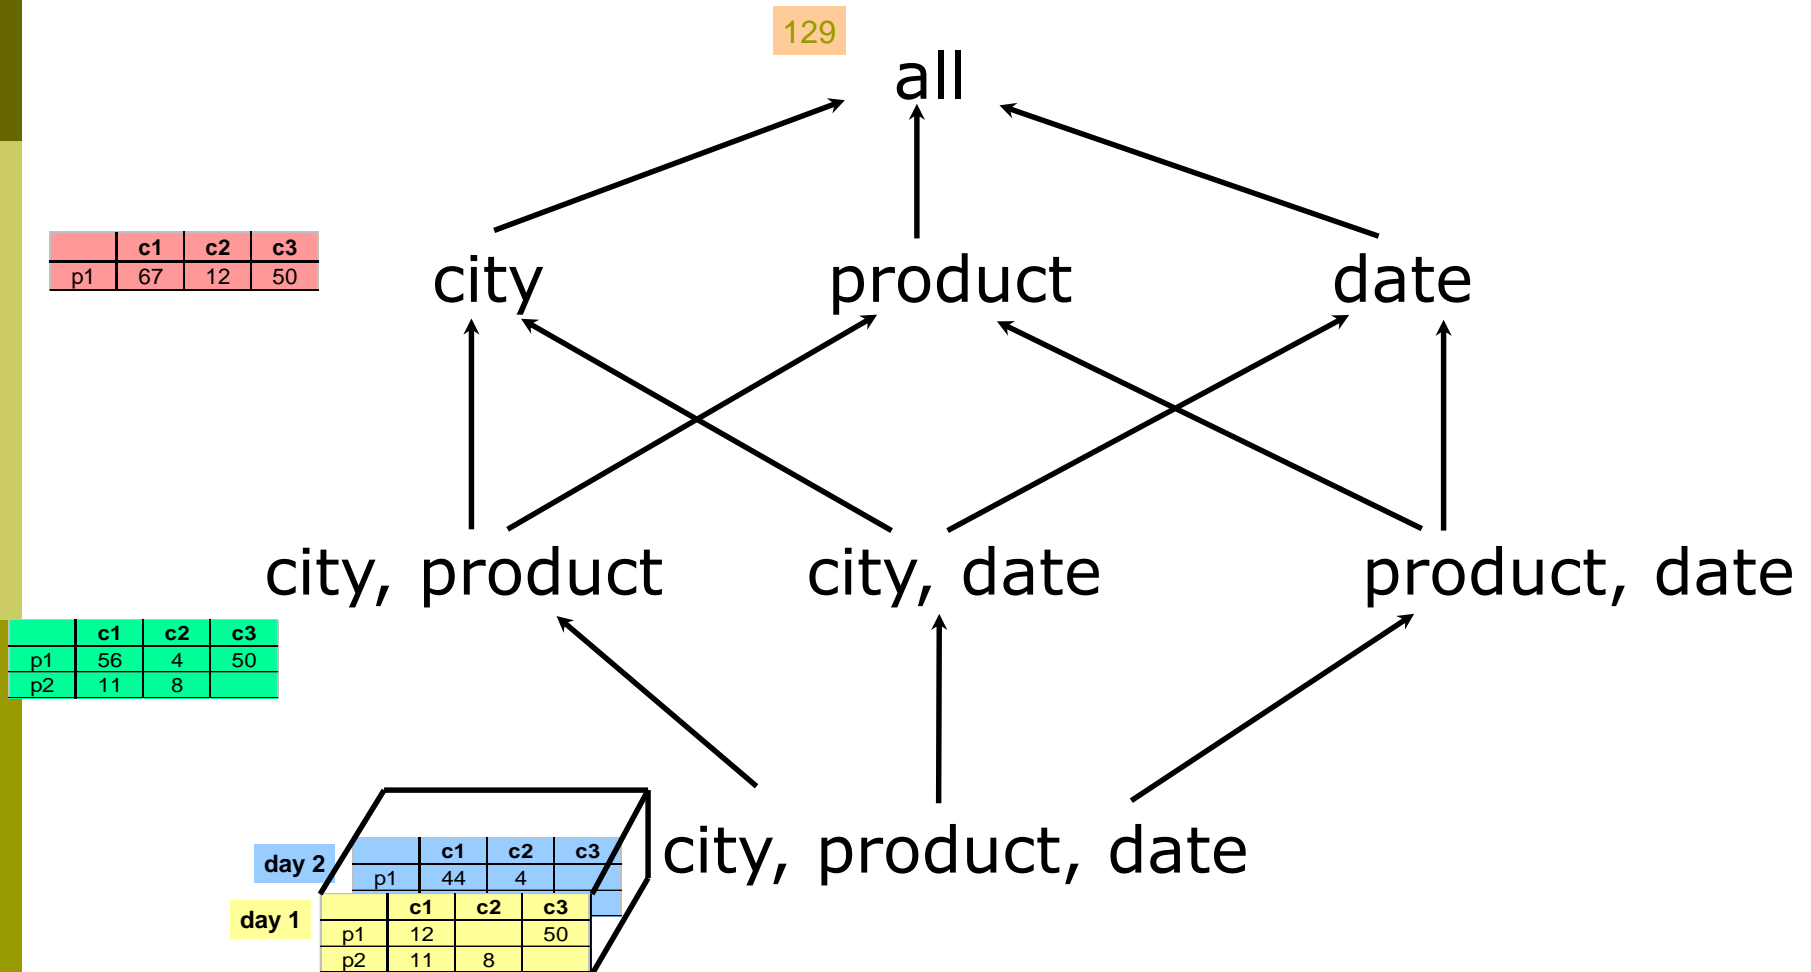 129
all
c1 c2 c3
p1 67 12 50
city product date
city, product city, date product, date
c1 c2 c3
p1 56 4 50
p2 11 8
city, product, date
day 2
c1 c2 c3
p1 44 4
day 1
c1 c2 c3
p1 12 50
p2 11 8